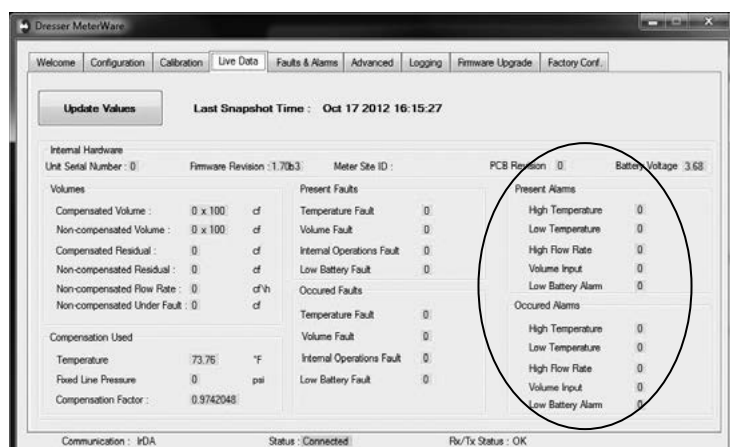 Dresser MeterWare
Welcome Configuration Calibration Live Data Faults & Alarms Advanced Logging Firmware Upgrade Factory Conf.
Update Values Last Snapshot Time : Oct 17 2012 16:15:27
Internal Hardware
Unit Serial Number : 0 Firmware Revision : 1.70b3 Meter Site ID : PCB Revision 0 Battery Voltage 3.68
Volumes
Compensated Volume : 0 x 100 cf
Non-compensated Volume : 0 x 100 cf
Compensated Residual : 0 cf
Non-compensated Residual : 0 cf
Non-compensated Flow Rate : 0 cf\h
Non-compensated Under Fault : 0 cf
Compensation Used
Temperature 73.76 °F
Fixed Line Pressure 0 psi
Compensation Factor : 0.9742048
Present Faults
Temperature Fault 0
Volume Fault 0
Internal Operations Fault 0
Low Battery Fault 0
Occured Faults
Temperature Fault 0
Volume Fault 0
Internal Operations Fault 0
Low Battery Fault 0
Present Alarms
High Temperature 0
Low Temperature 0
High Flow Rate 0
Volume Input 0
Low Battery Alarm 0
Occured Alarms
High Temperature 0
Low Temperature 0
High Flow Rate 0
Volume Input 0
Low Battery Alarm 0
Communication : IrDA Status : Connected Rx/Tx Status : OK